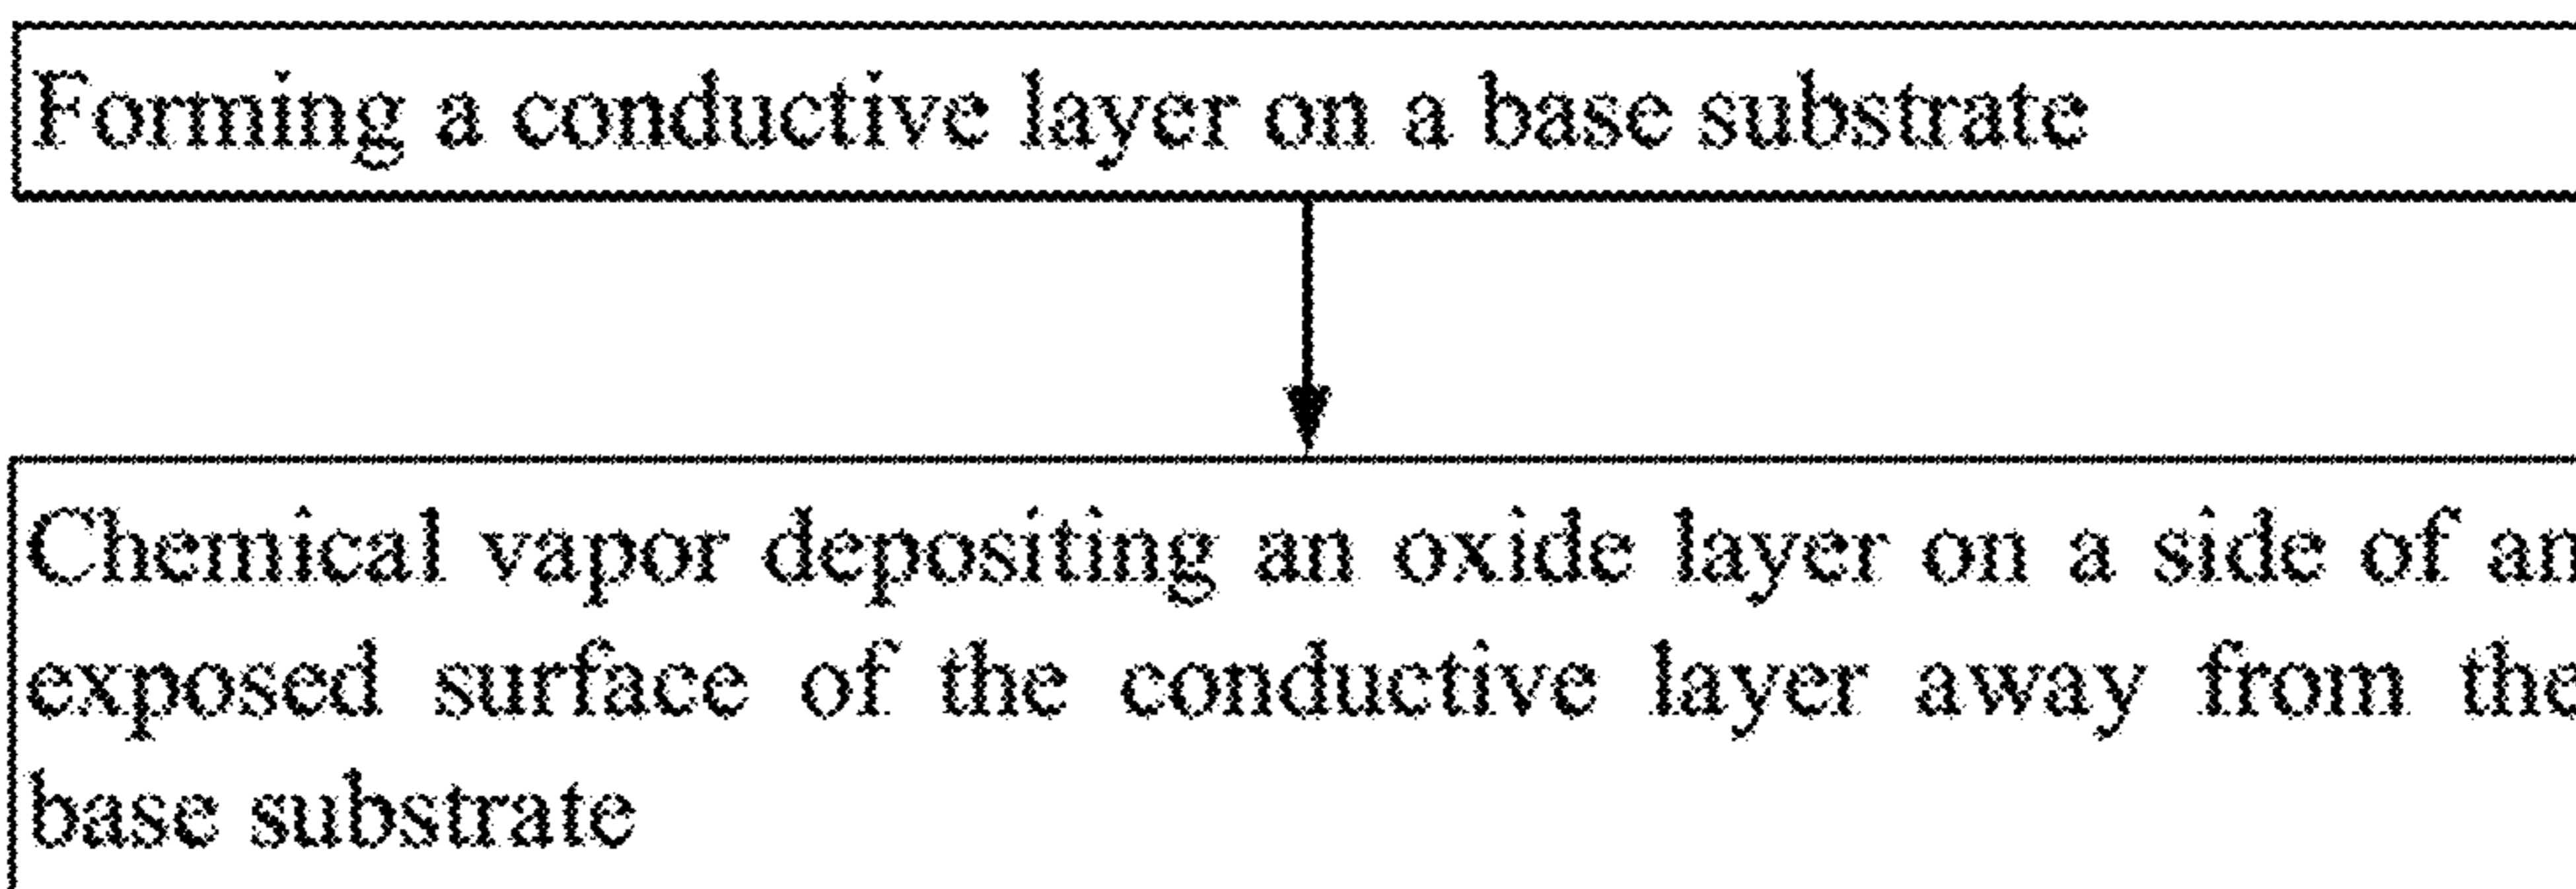 Forming a conductive layer on a base substrate
Chemical vapor depositing an oxide layer on a side of an
exposed surface of the conductive layer away from the
base substrate